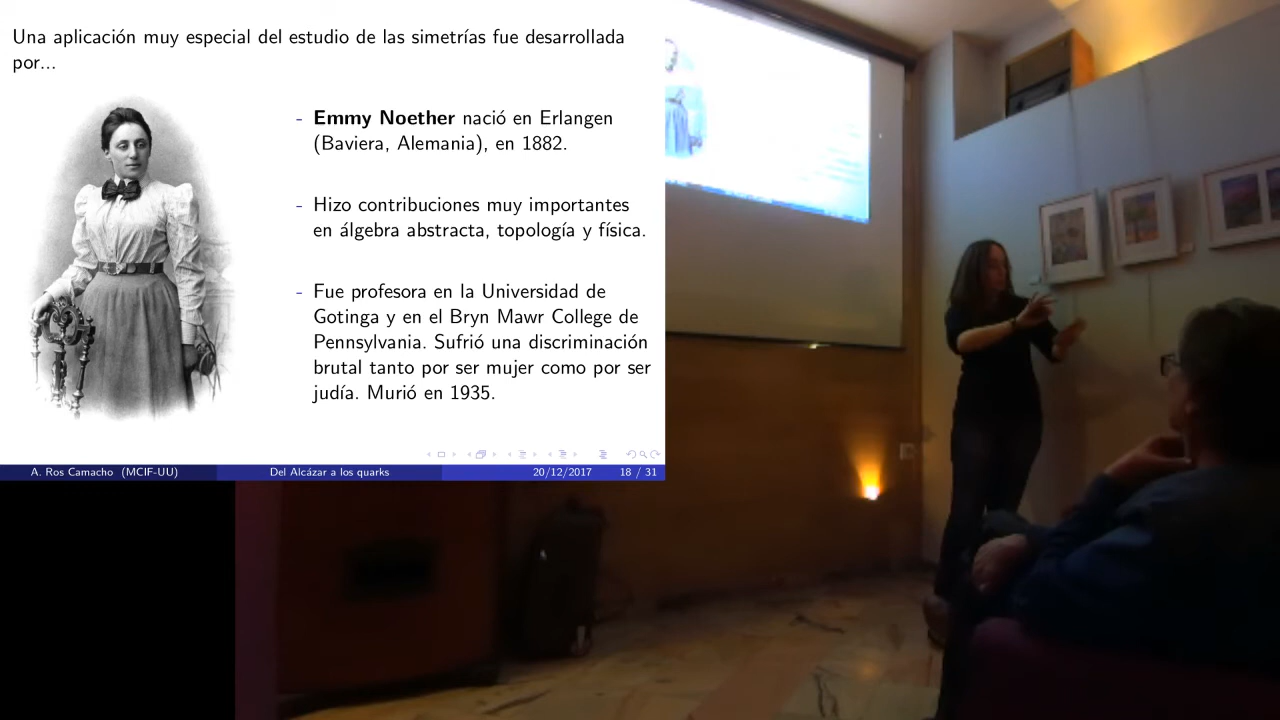 Una aplicación muy especial del estudio de las simetrías fue desarrollada
por...
- Emmy Noether nació en Erlangen
(Baviera, Alemania), en 1882.
- Hizo contribuciones muy importantes
en álgebra abstracta, topología y física.
- Fue profesora en la Universidad de
Gotinga y en el Bryn Mawr College de
Pennsylvania. Sufrió una discriminación
brutal tanto por ser mujer como por ser
judía. Murió en 1935.
A. Ros Camacho (MCIF-UU) Del Alcázar a los quarks 20/12/2017 18 / 31